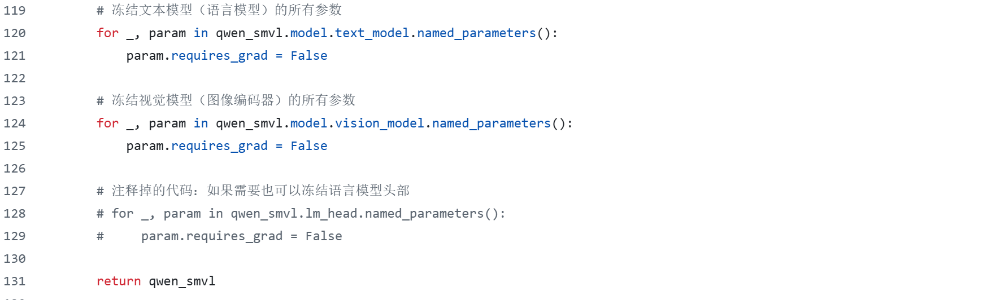 119 # 冻结文本模型（语言模型）的所有参数
120 for _, param in qwen_smvl.model.text_model.named_parameters():
121 param.requires_grad = False
122
123 # 冻结视觉模型（图像编码器）的所有参数
124 for _, param in qwen_smvl.model.vision_model.named_parameters():
125 param.requires_grad = False
126
127 # 注释掉的代码: 如果需要也可以冻结语言模型头部
128 # for _, param in qwen_smvl.lm_head.named_parameters():
129 #     param.requires_grad = False
130
131 return qwen_smvl